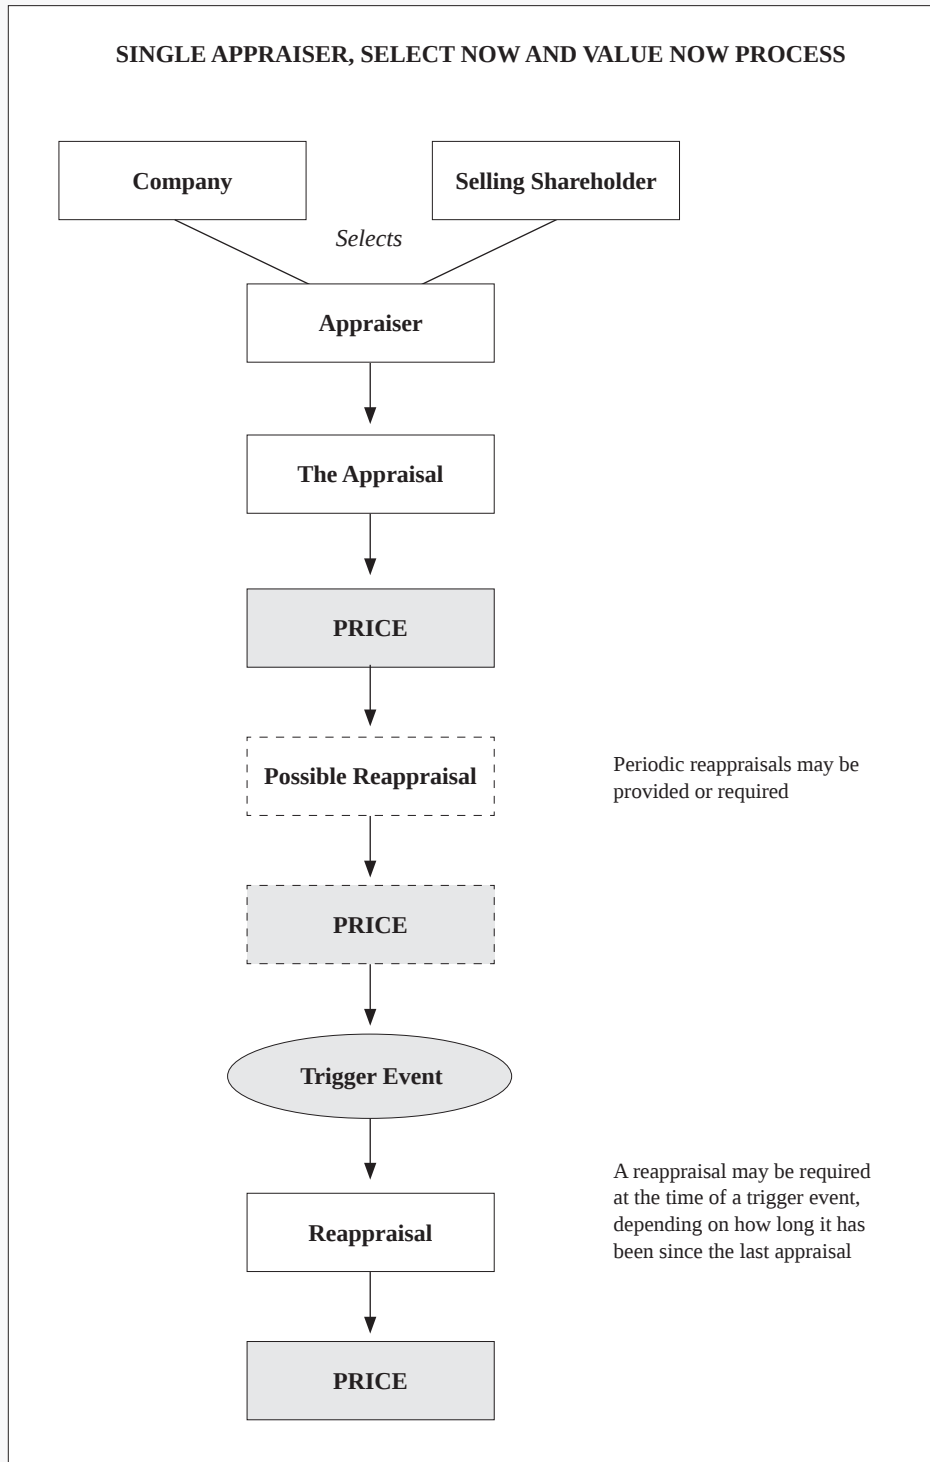 SINGLE APPRAISER, SELECT NOW AND VALUE NOW PROCESS
Company
Selling Shareholder
Selects
Appraiser
The Appraisal
PRICE
Possible Reappraisal
Periodic reappraisals may be
provided or required
PRICE
Trigger Event
A reappraisal may be required
at the time of a trigger event,
depending on how long it has
been since the last appraisal
Reappraisal
PRICE